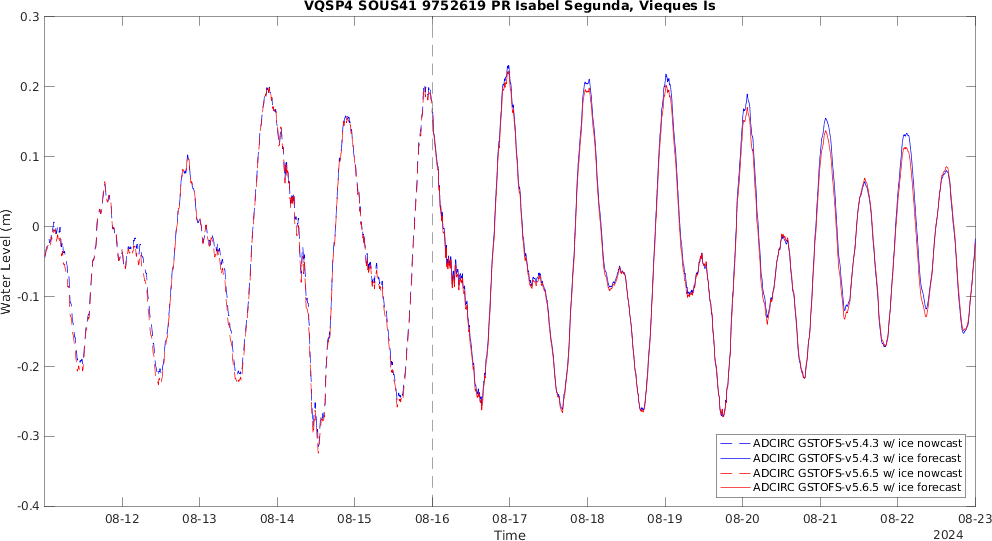 VQSP4 SOUS41 9752619 PR Isabel Segunda, Vieques Is
0.3
0.2
0.1
0
-0.1
-0.2
-0.3
-0.4
Water Level (m)
ADCIRC GSTOFS-v5.4.3 w/ ice nowcast
ADCIRC GSTOFS-v5.4.3 w/ ice forecast
ADCIRC GSTOFS-v5.6.5 w/ ice nowcast
ADCIRC GSTOFS-v5.6.5 w/ ice forecast
08-12 08-13 08-14 08-15 08-16 08-17 08-18 08-19 08-20 08-21 08-22 08-23
Time
2024